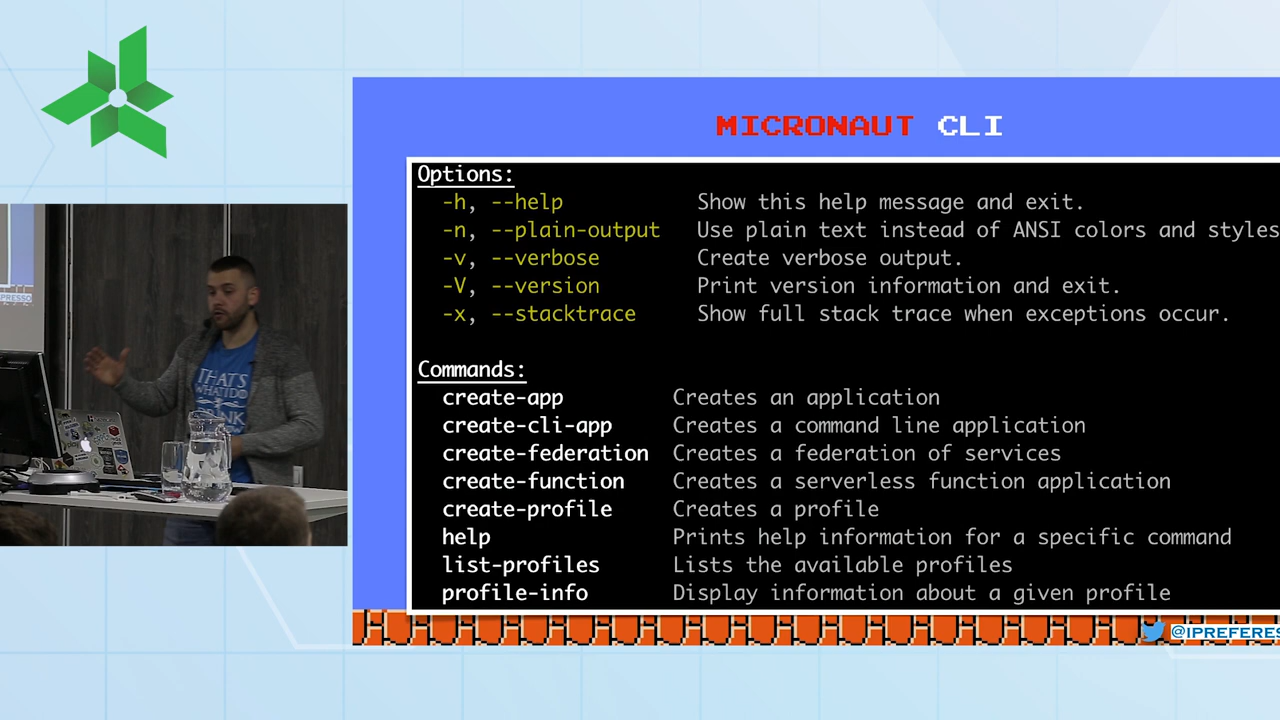 MICRONAUT CLI
Options:
-h, --help Show this help message and exit.
-n, --plain-output Use plain text instead of ANSI colors and styles
-v, --verbose Create verbose output.
-V, --version Print version information and exit.
-x, --stacktrace Show full stack trace when exceptions occur.
Commands:
create-app Creates an application
create-cli-app Creates a command line application
create-federation Creates a federation of services
create-function Creates a serverless function application
create-profile Creates a profile
help Prints help information for a specific command
list-profiles Lists the available profiles
profile-info Display information about a given profile
@IPREFERES
PRESSO
THAT'S
WHAT I DO